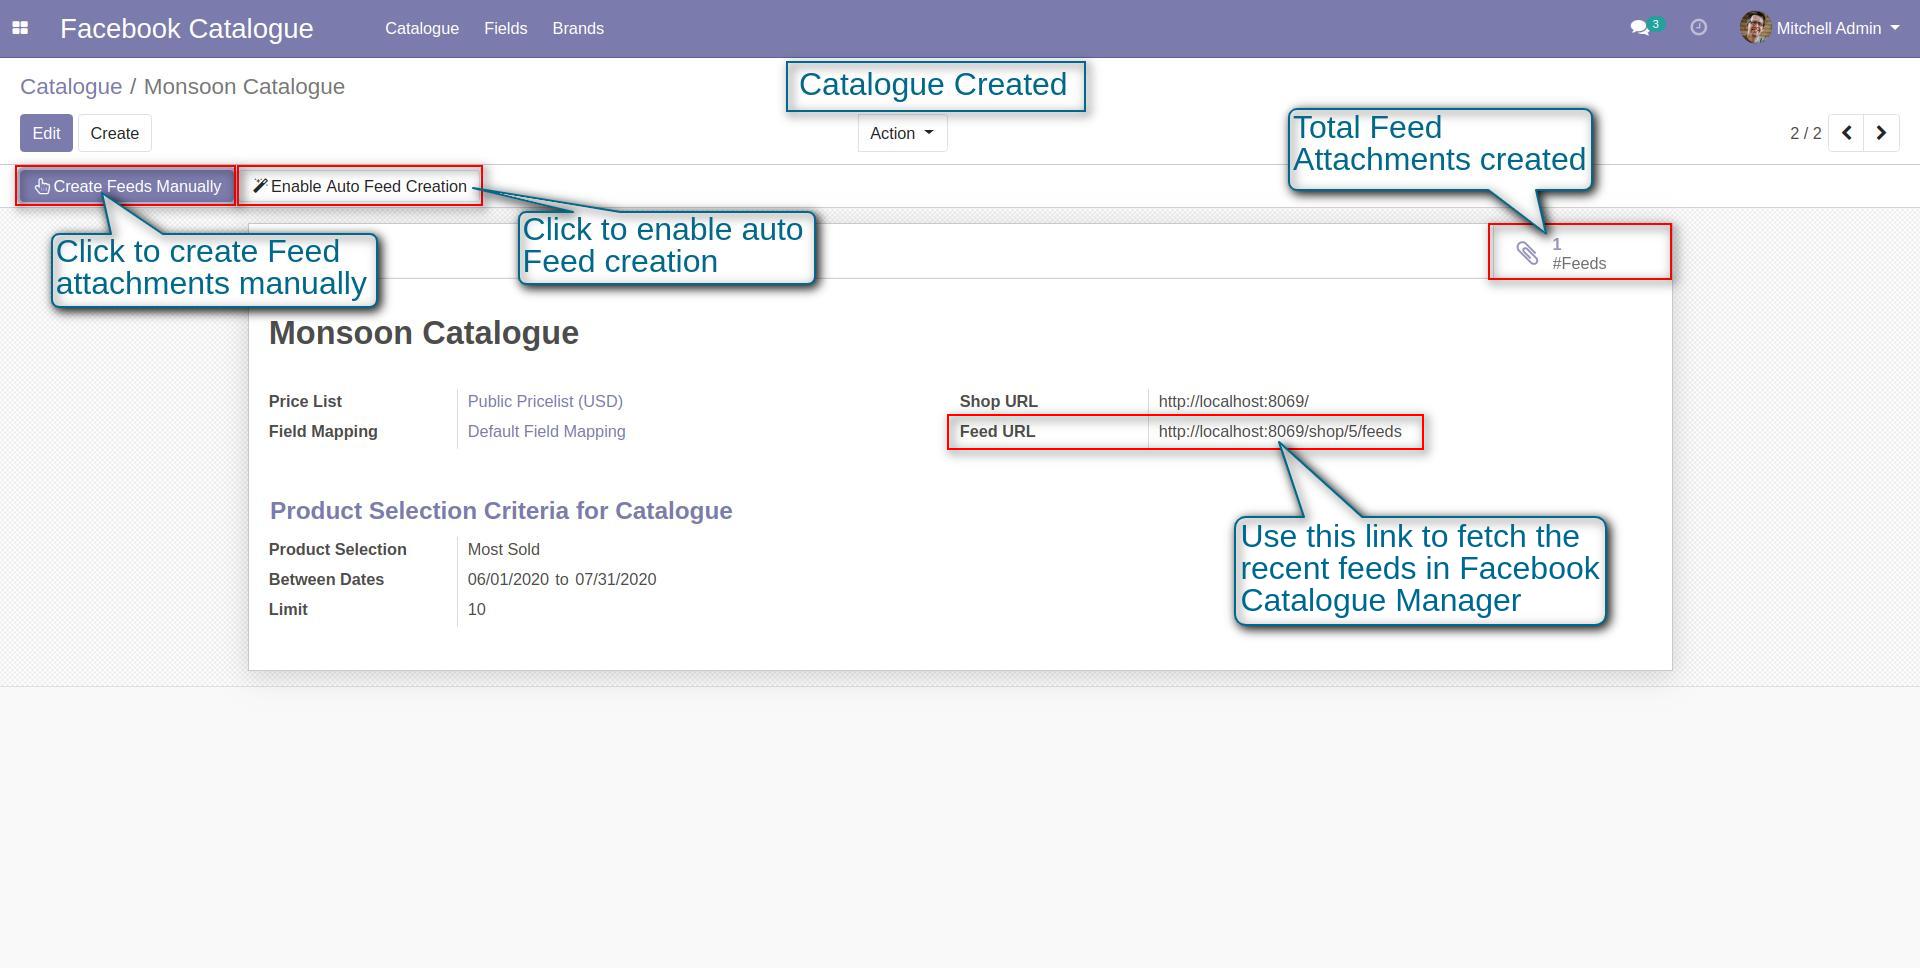 Facebook Catalogue
Catalogue Fields Brands
3
Mitchell Admin
Catalogue / Monsoon Catalogue
Catalogue Created
Edit Create
Action
2 / 2
Total Feed
Attachments created
Create Feeds Manually
Enable Auto Feed Creation
Click to create Feed
attachments manually
Click to enable auto
Feed creation
1
#Feeds
Monsoon Catalogue
Price List Public Pricelist (USD)
Field Mapping Default Field Mapping
Shop URL http://localhost:8069/
Feed URL http://localhost:8069/shop/5/feeds
Use this link to fetch the
recent feeds in Facebook
Catalogue Manager
Product Selection Criteria for Catalogue
Product Selection Most Sold
Between Dates 06/01/2020 to 07/31/2020
Limit 10